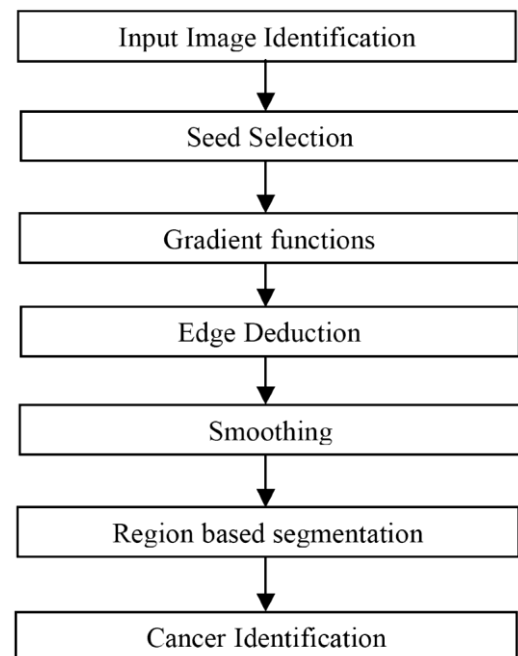 Input Image Identification
Seed Selection
Gradient functions
Edge Deduction
Smoothing
Region based segmentation
Cancer Identification